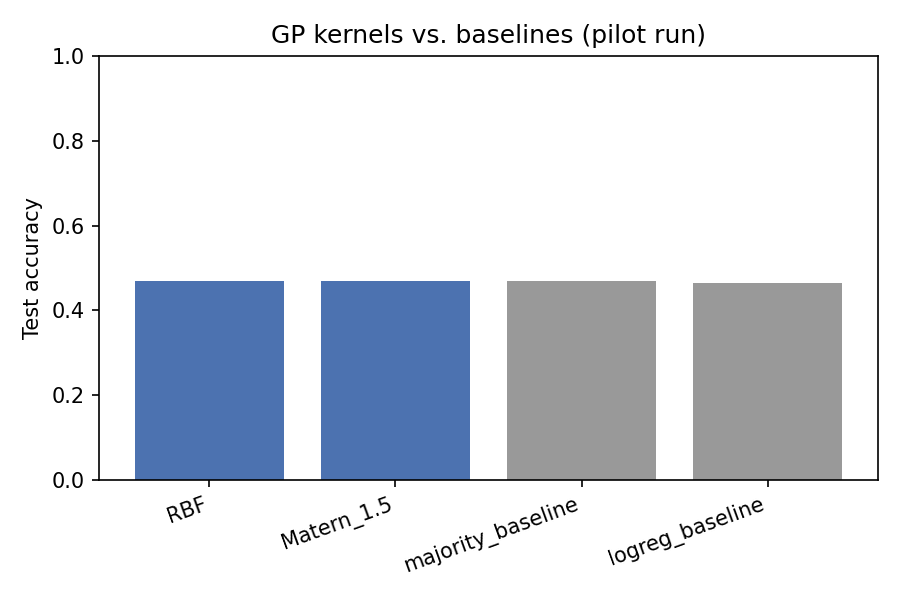 GP kernels vs. baselines (pilot run)
1.0
0.8
0.6
0.4
0.2
0.0
Test accuracy
RBF
Matern_1.5
majority_baseline
logreg_baseline